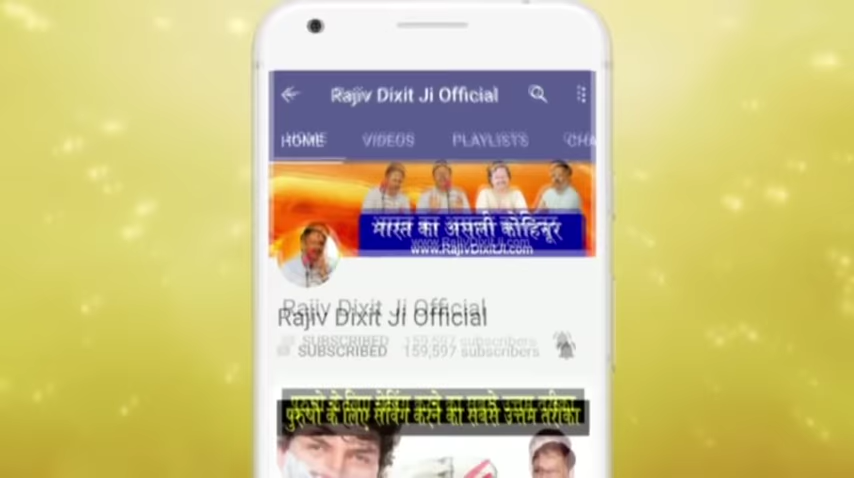 Rajiv Dixit Ji Official
HOME VIDEOS PLAYLISTS CHA
भारत का असली कोहिनूर
www.RajivDixitJi.com
Rajiv Dixit Ji Official
SUBSCRIBED 159,597 subscribers
पुरुषो के लिए सेविंग करने का सबसे उत्तम तरीका